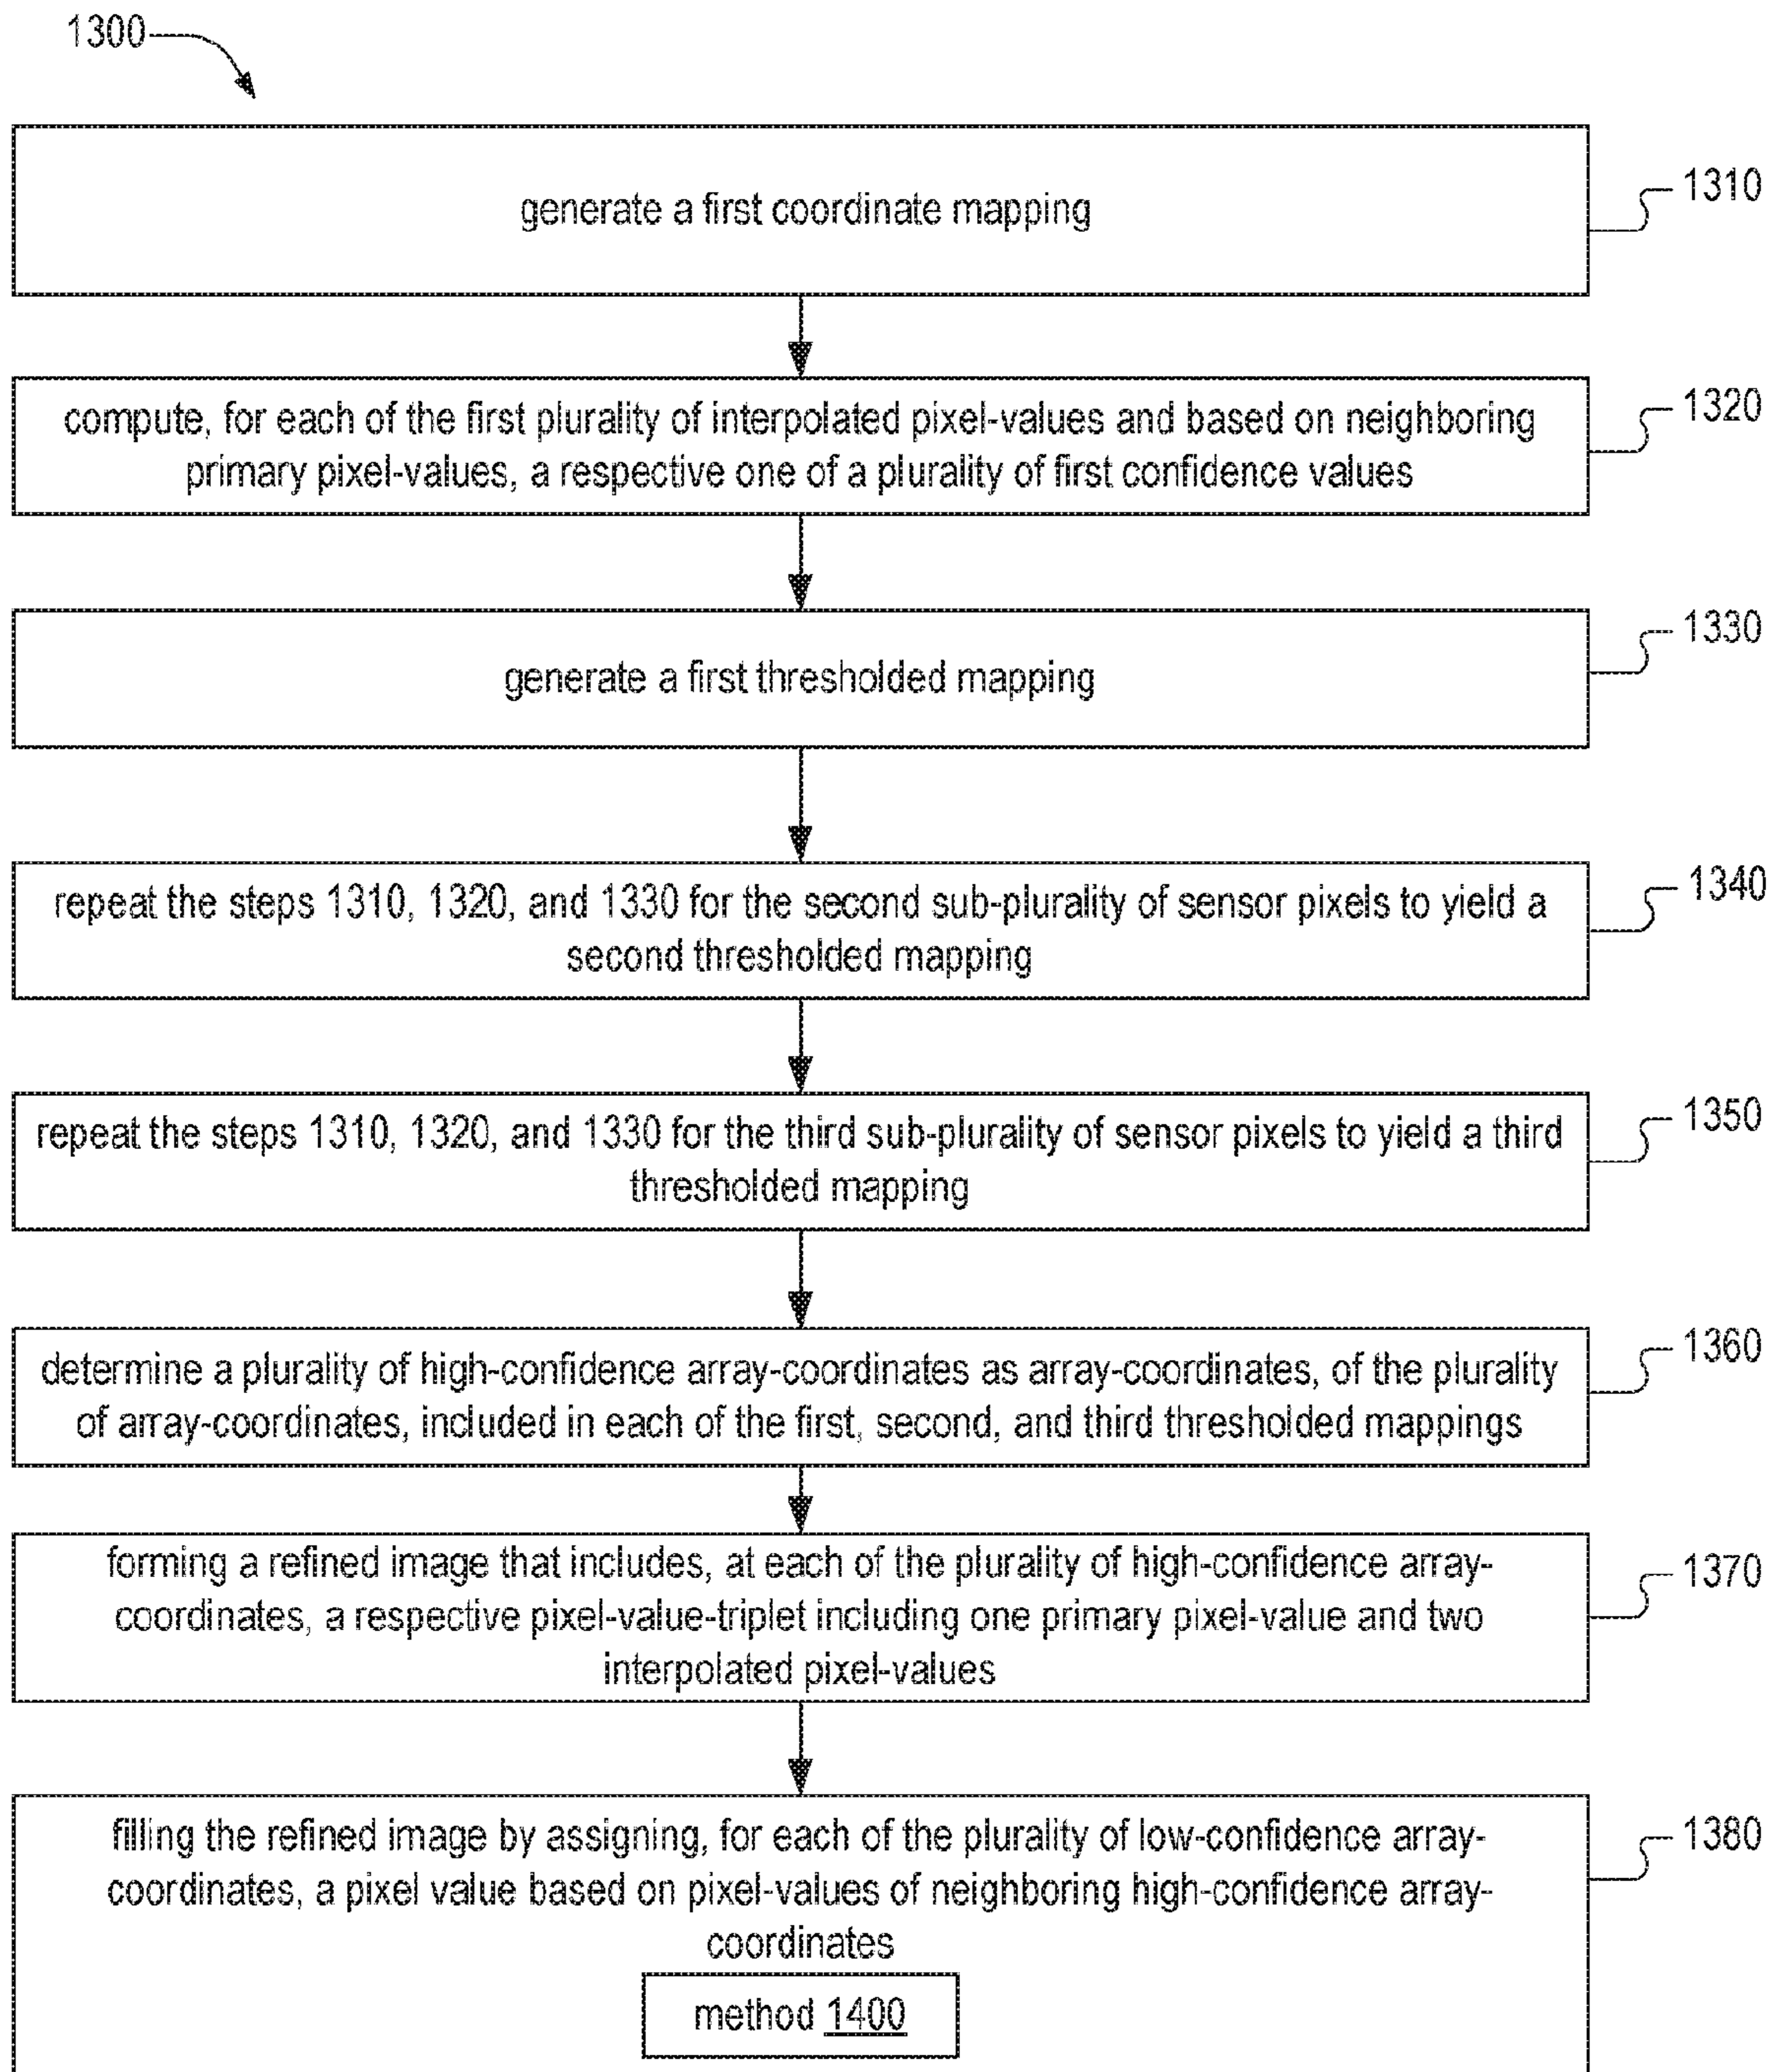 1300
generate a first coordinate mapping
1310
compute, for each of the first plurality of interpolated pixel-values and based on neighboring
primary pixel-values, a respective one of a plurality of first confidence values
1320
generate a first thresholded mapping
1330
repeat the steps 1310, 1320, and 1330 for the second sub-plurality of sensor pixels to yield a
second thresholded mapping
1340
repeat the steps 1310, 1320, and 1330 for the third sub-plurality of sensor pixels to yield a third
thresholded mapping
1350
determine a plurality of high-confidence array-coordinates as array-coordinates, of the plurality
of array-coordinates, included in each of the first, second, and third thresholded mappings
1360
forming a refined image that includes, at each of the plurality of high-confidence array-
coordinates, a respective pixel-value-triplet including one primary pixel-value and two
interpolated pixel-values
1370
filling the refined image by assigning, for each of the plurality of low-confidence array-
coordinates, a pixel value based on pixel-values of neighboring high-confidence array-
coordinates
method 1400
1380